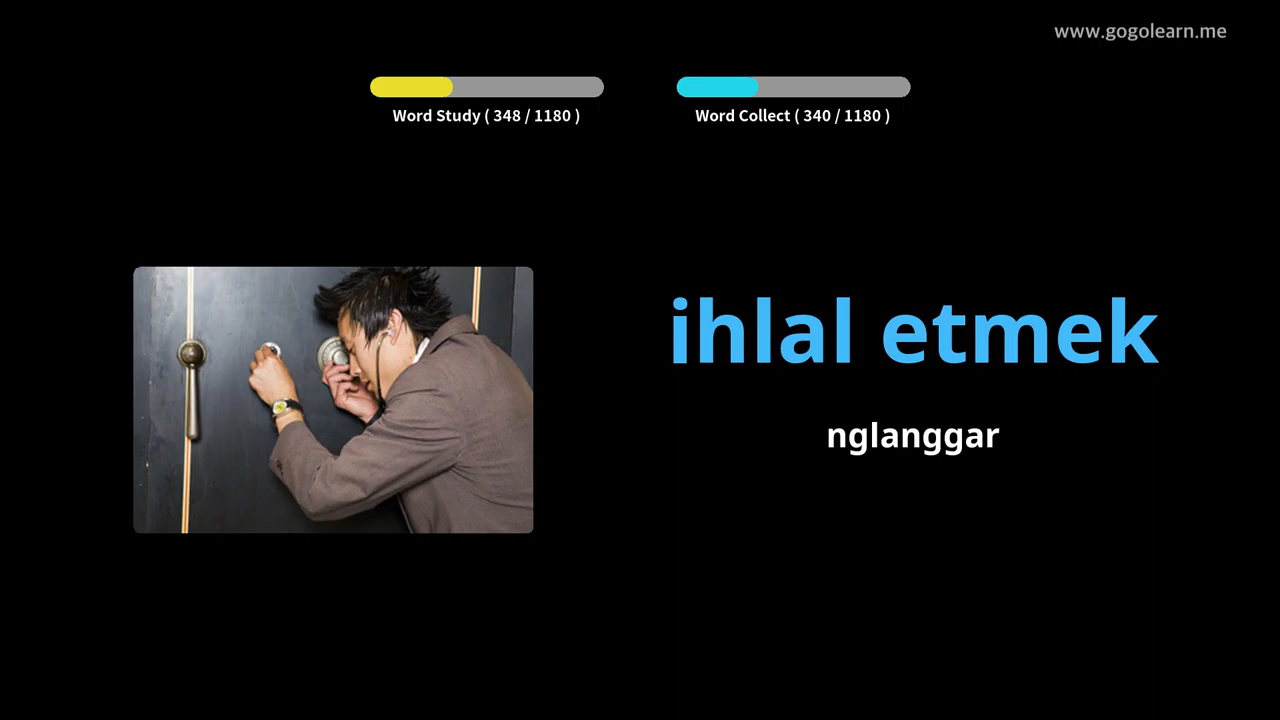 www.gogolearn.me
Word Study ( 348 / 1180 )
Word Collect ( 340 / 1180 )
ihlal etmek
nglanggar